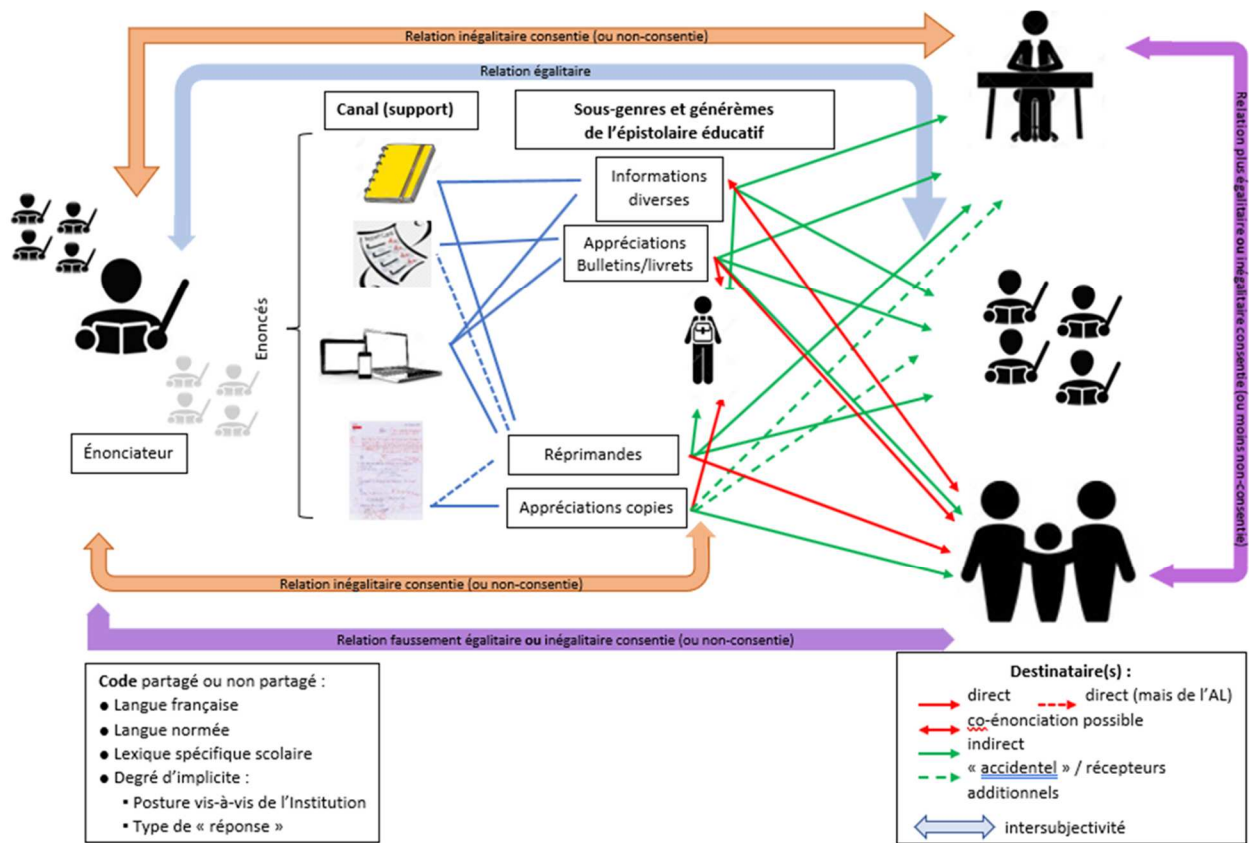 Relation inégalitaire consentie (ou non-consentie)
Relation égalitaire
Canal (support)
Sous-genres et générèmes
de l’épistolaire éducatif
Informations
diverses
Appréciations
Bulletins/livrets
Enoncés
Énonciateur
Réprimandes
Appréciations copies
Relation plus égalitaire ou inégalitaire consentie (ou moins non-consentie)
Relation inégalitaire consentie (ou non-consentie)
Relation faussement égalitaire ou inégalitaire consentie (ou non-consentie)
Code partagé ou non partagé :
● Langue française
● Langue normée
● Lexique spécifique scolaire
● Degré d’implicite :
▪ Posture vis-à-vis de l’Institution
▪ Type de « réponse »
Destinataire(s) :
direct
direct (mais de l’AL)
co-énonciation possible
indirect
« accidentel » / récepteurs
additionnels
intersubjectivité